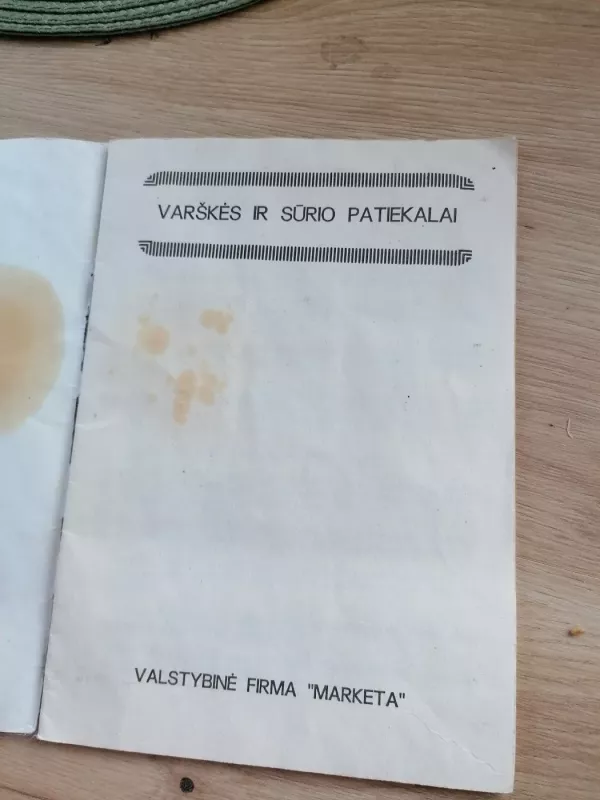 VARŠKĖS IR SŪRIO PATIEKALAI
VALSTYBINĖ FIRMA "MARKETA"